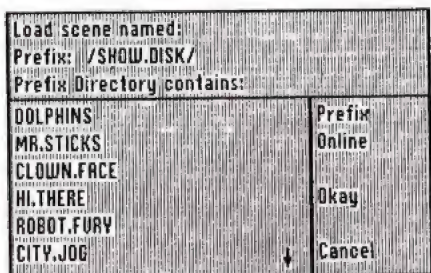 Load scene named:
Prefix: /SHOW.DISK/
Prefix Directory contains:
DOLPHINS
MR.STICKS
CLOWN.FACE
HI.THERE
ROBOT.FURY
CITY.JOG
Prefix
Online
Okay
Cancel